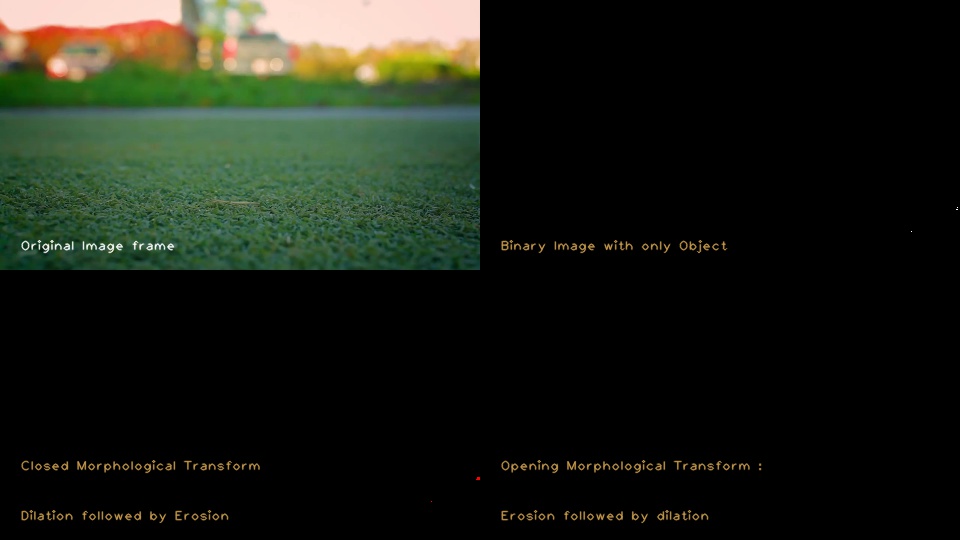 Original Image frame
Binary Image with only Object
Closed Morphological Transform
Dilation followed by Erosion
Opening Morphological Transform :
Erosion followed by dilation